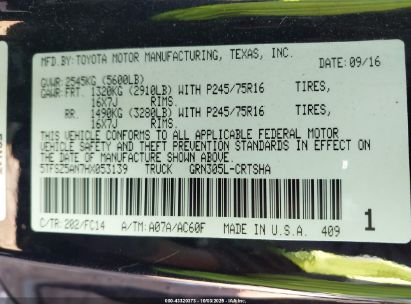 MFD.BY:TOYOTA MOTOR MANUFACTURING, TEXAS, INC.
DATE: 09/16
GVWR:2545KG (5600LB)
GAWR:FRT. 1320KG (2910LB) WITH P245/75R16 TIRES,
16X7J RIMS.
RR. 1490KG (3280LB) WITH P245/75R16 TIRES,
16X7J RIMS.
THIS VEHICLE CONFORMS TO ALL APPLICABLE FEDERAL MOTOR
VEHICLE SAFETY AND THEFT PREVENTION STANDARDS IN EFFECT
ON THE DATE OF MANUFACTURE SHOWN ABOVE.
5TFSZ5AN7HX053139 TRUCK GRN305L-CRTSHA
C/TR:202/FC14 A/TM:A07A/AC60F MADE IN U.S.A. 409 1